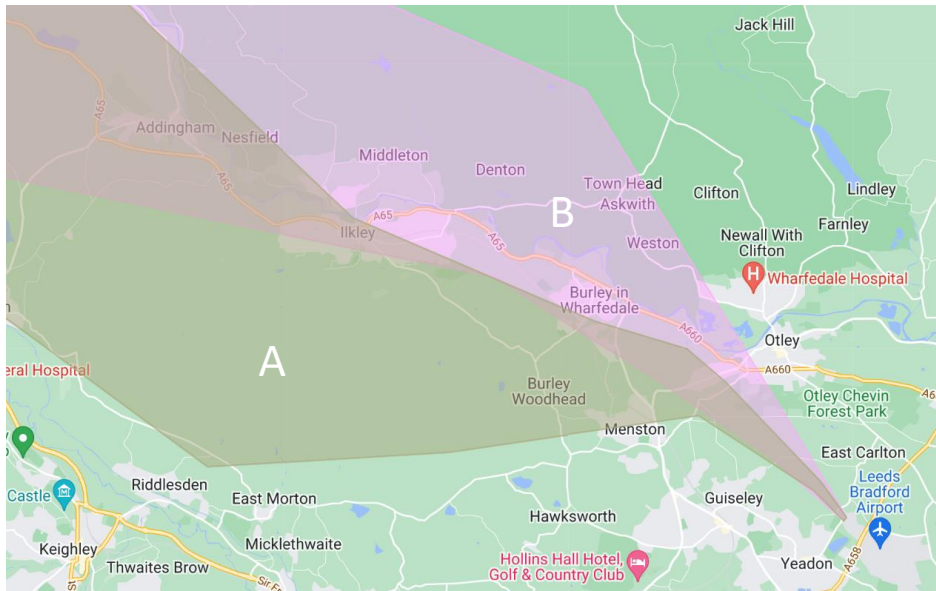 Jack Hill
A65
Addingham
Nesfield
Middleton
Denton
Town Head
Askwith
Clifton
Lindley
A65
A65
B
Farnley
Ilkley
A65
Weston
Newall With
Clifton
H
Wharfedale Hospital
Burley in
Wharfedale
A660
Otley
A
eral Hospital
A660
Burley
Woodhead
Otley Chevin
Forest Park
Menston
East Carlton
Castle
Riddlesden
East Morton
Guiseley
Leeds
Bradford
Airport
Hawksworth
Keighley
Micklethwaite
Thwaites Brow
Hollins Hall Hotel,
Golf & Country Club
Yeadon
A658